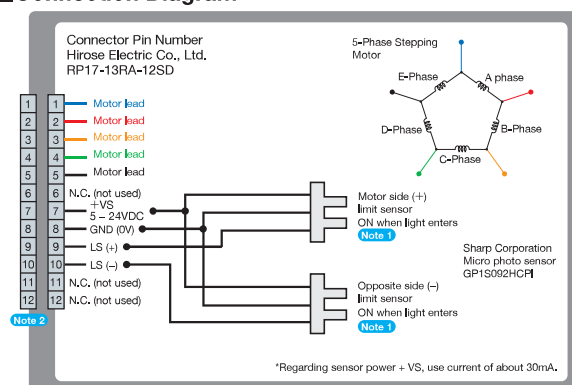 Connection Diagram
Connector Pin Number
Hirose Electric Co., Ltd.
RP17-13RA-12SD
5-Phase Stepping
Motor
E-Phase
A phase
D-Phase
B-Phase
C-Phase
1 1 Motor lead
2 2 Motor lead
3 3 Motor lead
4 4 Motor lead
5 5 Motor lead
6 6 N.C. (not used)
7 7 +VS
5 – 24VDC
8 8 GND (0V)
9 9 LS (+)
10 10 LS (–)
11 11 N.C. (not used)
12 12 N.C. (not used)
Note 2
Motor side (+)
limit sensor
ON when light enters
Note 1
Sharp Corporation
Micro photo sensor
GP1S092HCPI
Opposite side (–)
limit sensor
ON when light enters
Note 1
*Regarding sensor power + VS, use current of about 30mA.